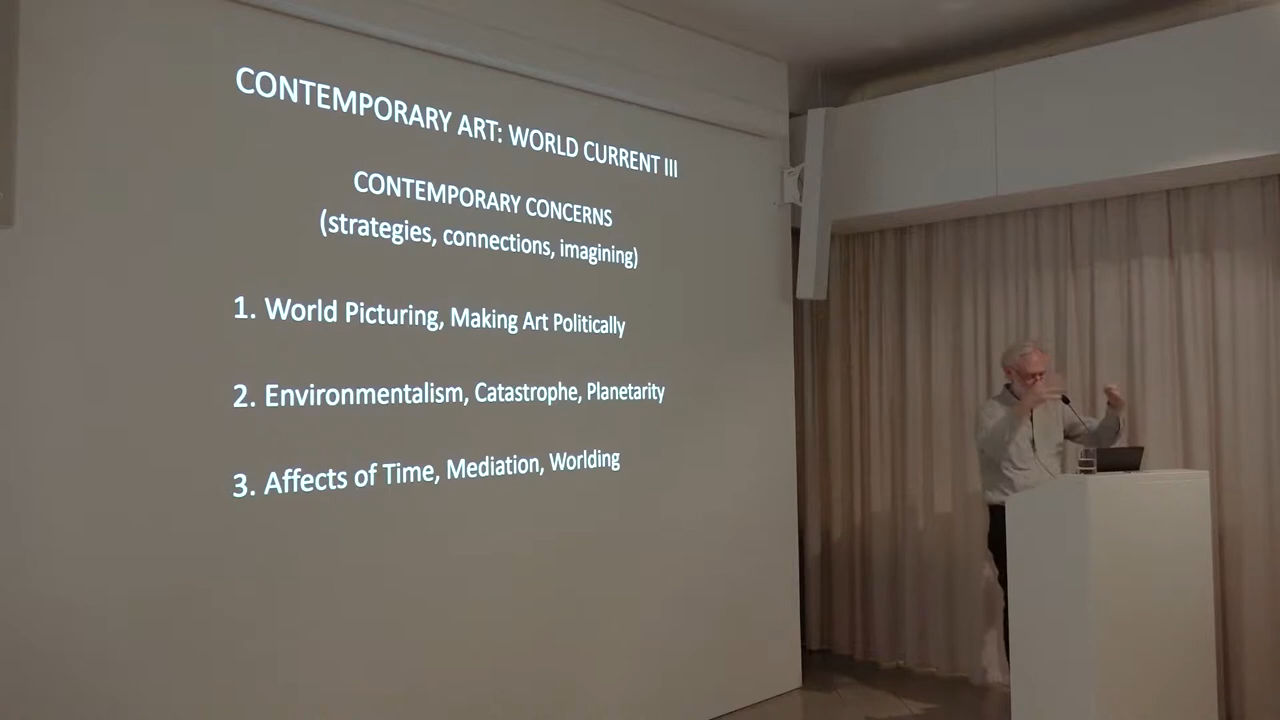 CONTEMPORARY ART: WORLD CURRENT III
CONTEMPORARY CONCERNS
(strategies, connections, imagining)
1. World Picturing, Making Art Politically
2. Environmentalism, Catastrophe, Planetarity
3. Affects of Time, Mediation, Worlding